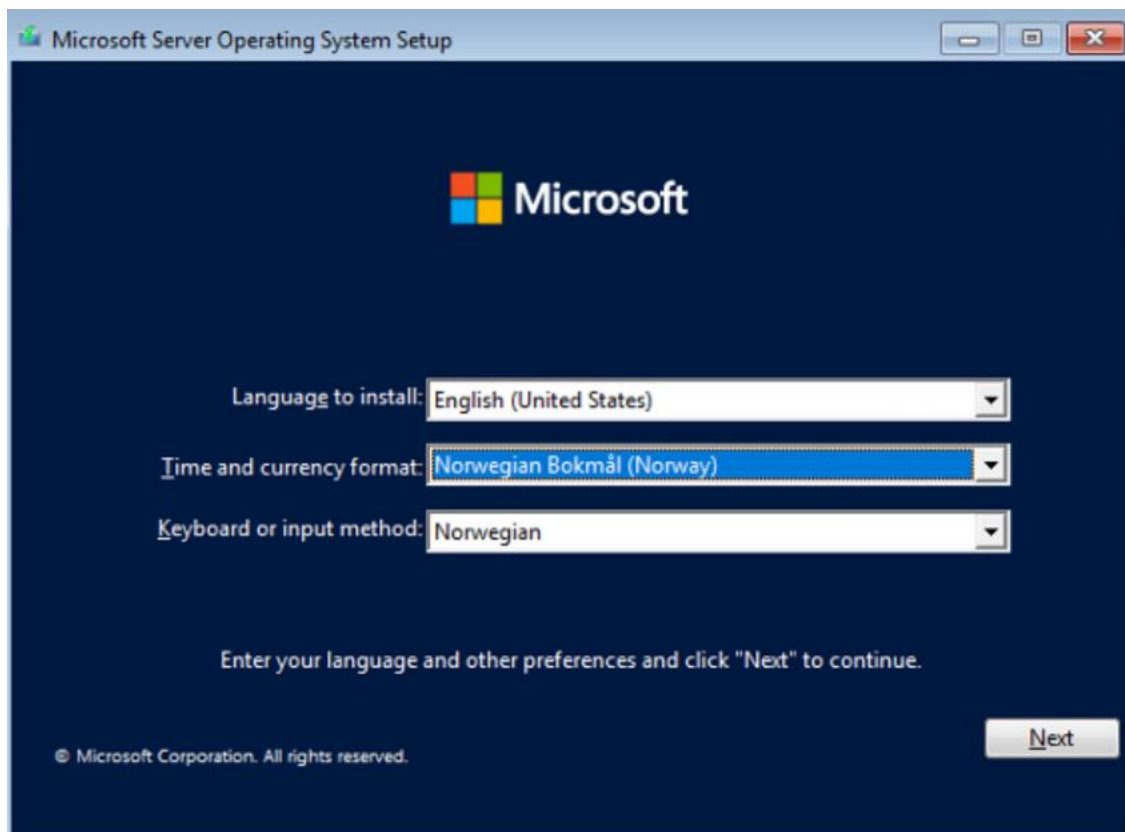 Microsoft Server Operating System Setup
Microsoft
Language to install: English (United States)
Time and currency format: Norwegian Bokmål (Norway)
Keyboard or input method: Norwegian
Enter your language and other preferences and click "Next" to continue.
Next
© Microsoft Corporation. All rights reserved.